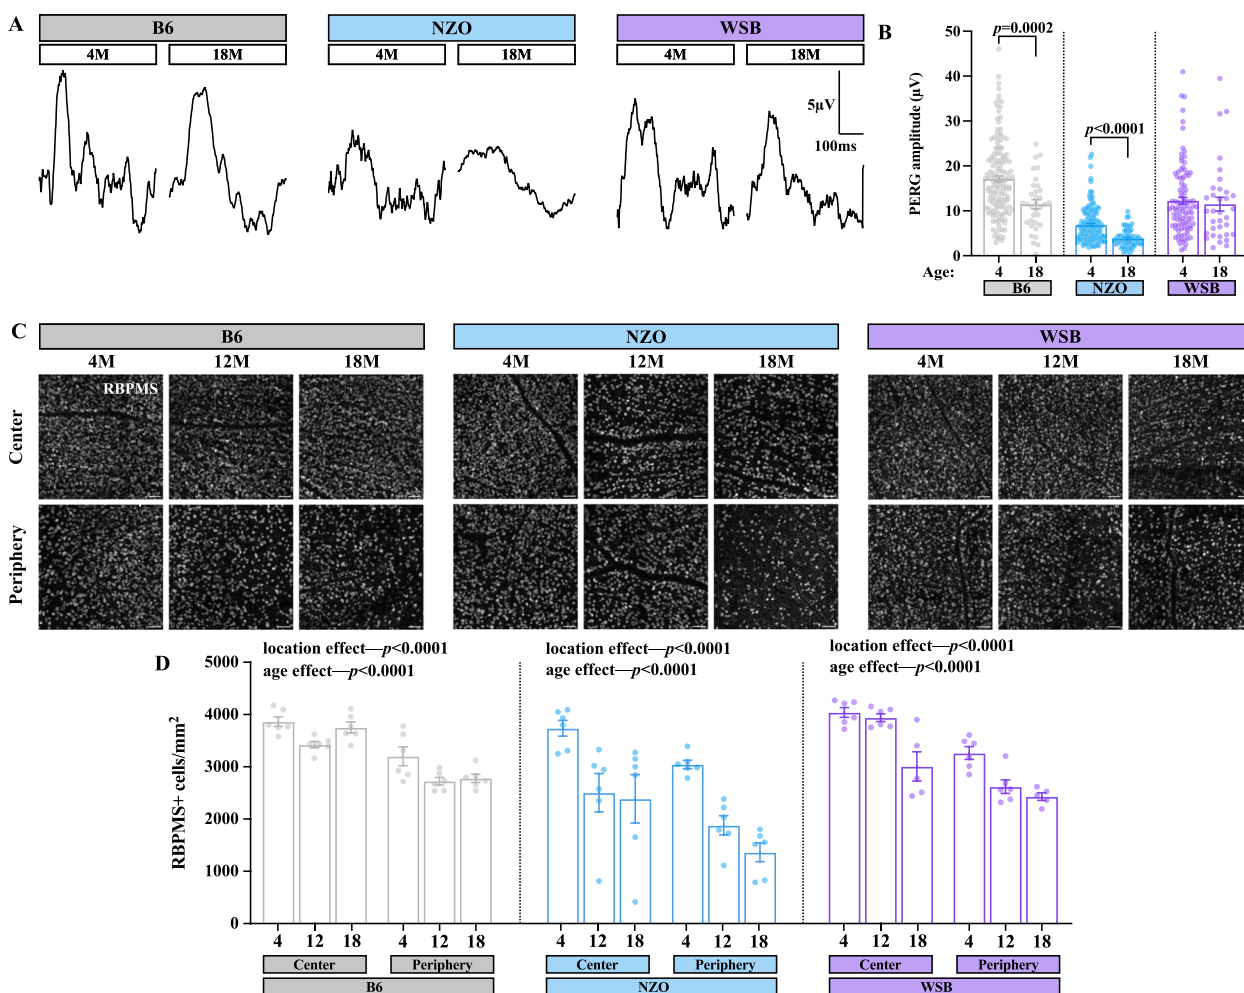 A
B6
NZO
WSB
4M
18M
4M
18M
4M
18M
5μV
100ms
B
PERG amplitude (μV)
50
40
30
20
10
0
p=0.0002
p<0.0001
Age:
4
18
4
18
4
18
B6
NZO
WSB
C
B6
NZO
WSB
4M
12M
18M
4M
12M
18M
4M
12M
18M
RBPMS
Center
Periphery
D
location effect—p<0.0001
age effect—p<0.0001
location effect—p<0.0001
age effect—p<0.0001
location effect—p<0.0001
age effect—p<0.0001
RBPMS+ cells/mm²
5000
4000
3000
2000
1000
0
4
12
18
4
12
18
4
12
18
4
12
18
4
12
18
4
12
18
Center
Periphery
Center
Periphery
Center
Periphery
B6
NZO
WSB